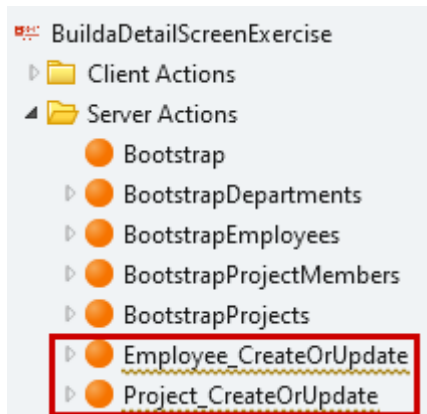 BuildaDetailScreenExercise
Client Actions
Server Actions
Bootstrap
BootstrapDepartments
BootstrapEmployees
BootstrapProjectMembers
BootstrapProjects
Employee_CreateOrUpdate
Project_CreateOrUpdate